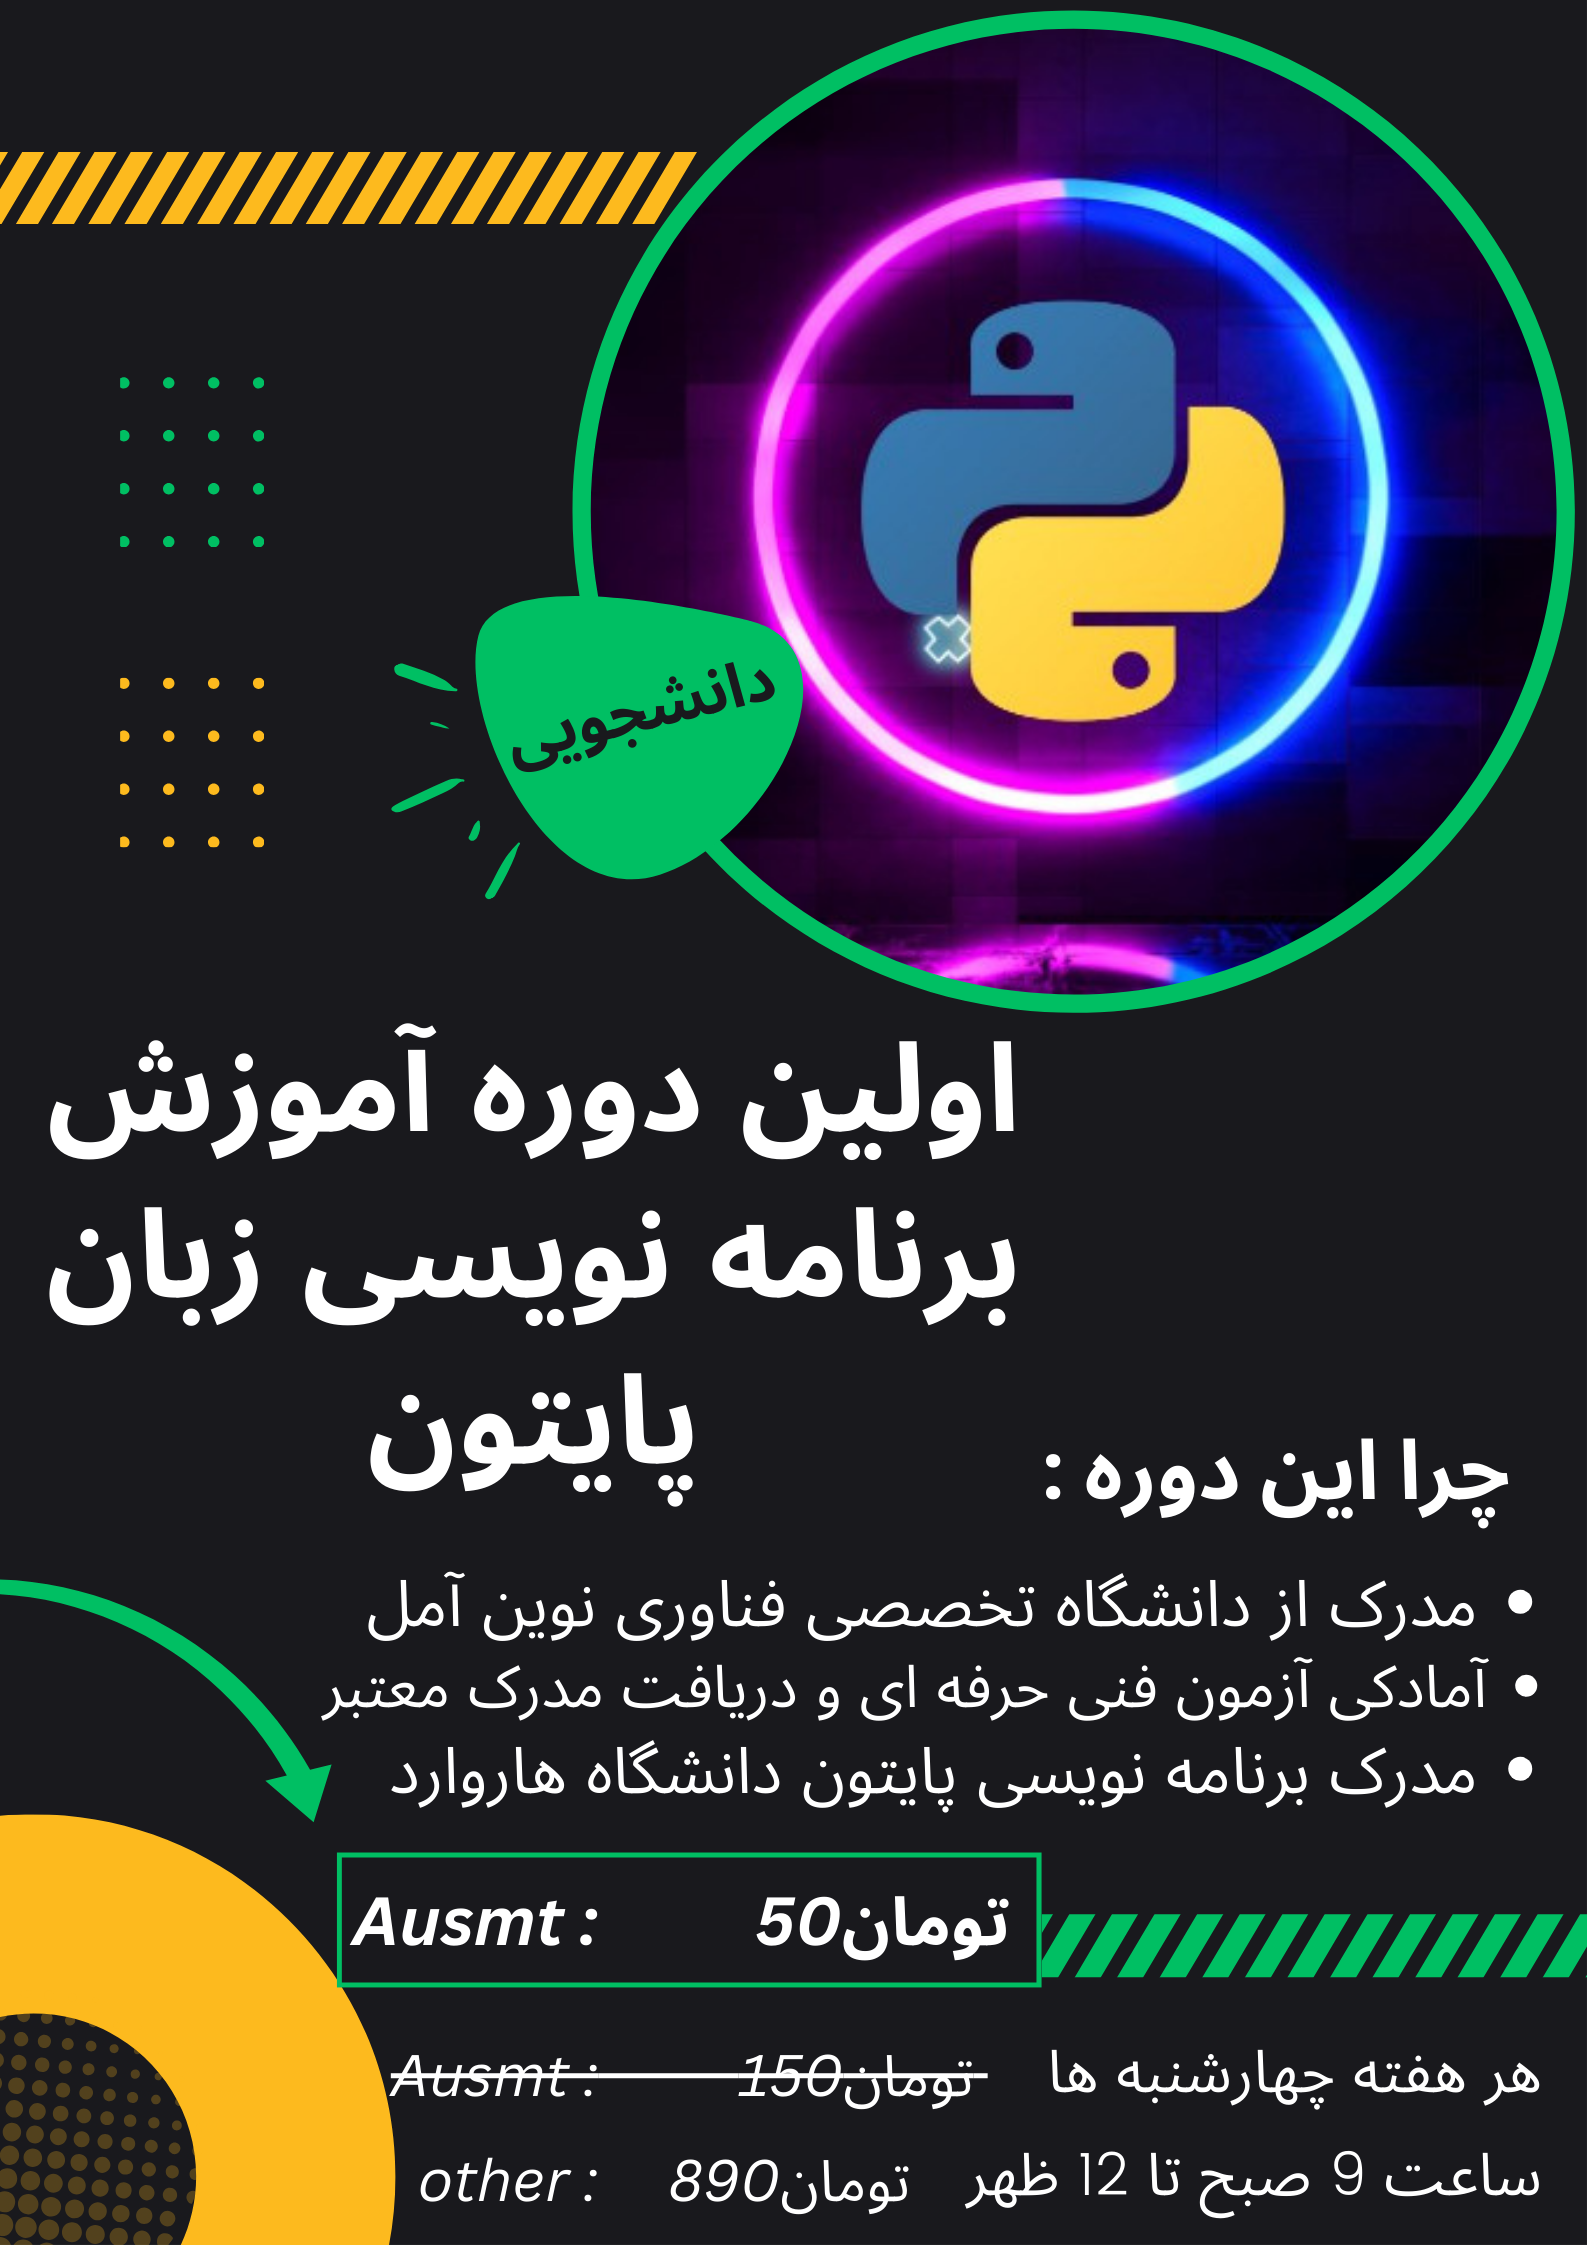 دانشجویی
اولین دوره آموزش
برنامه نویسی زبان
پایتون
چرا این دوره :
• مدرک از دانشگاه تخصصی فناوری نوین آمل
• آمادکی آزمون فنی حرفه ای و دریافت مدرک معتبر
• مدرک برنامه نویسی پایتون دانشگاه هاروارد
Ausmt : 50تومان
Ausmt : 150تومان
هر هفته چهارشنبه ها
other : 890تومان
ساعت 9 صبح تا 12 ظهر